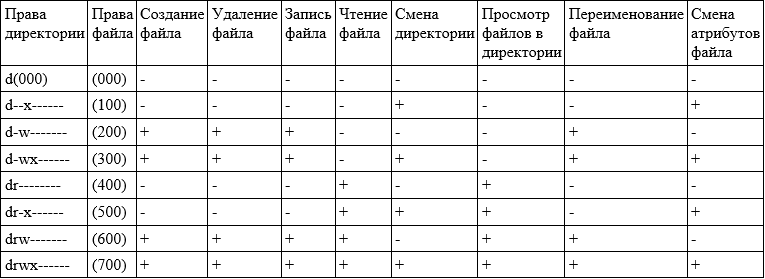 Права директории | Права файла | Создание файла | Удаление файла | Запись файла | Чтение файла | Смена директории | Просмотр файлов в директории | Переименование файла | Смена атрибутов файла
d(000) | (000) | - | - | - | - | - | - | - | -
d--x------ | (100) | - | - | - | - | + | - | - | +
d-w------- | (200) | + | + | + | - | - | - | + | -
d-wx------ | (300) | + | + | + | - | + | - | + | +
dr-------- | (400) | - | - | - | + | - | + | - | -
dr-x------ | (500) | - | - | - | + | + | + | - | +
drw------- | (600) | + | + | + | + | - | + | + | -
drwx------ | (700) | + | + | + | + | + | + | + | +